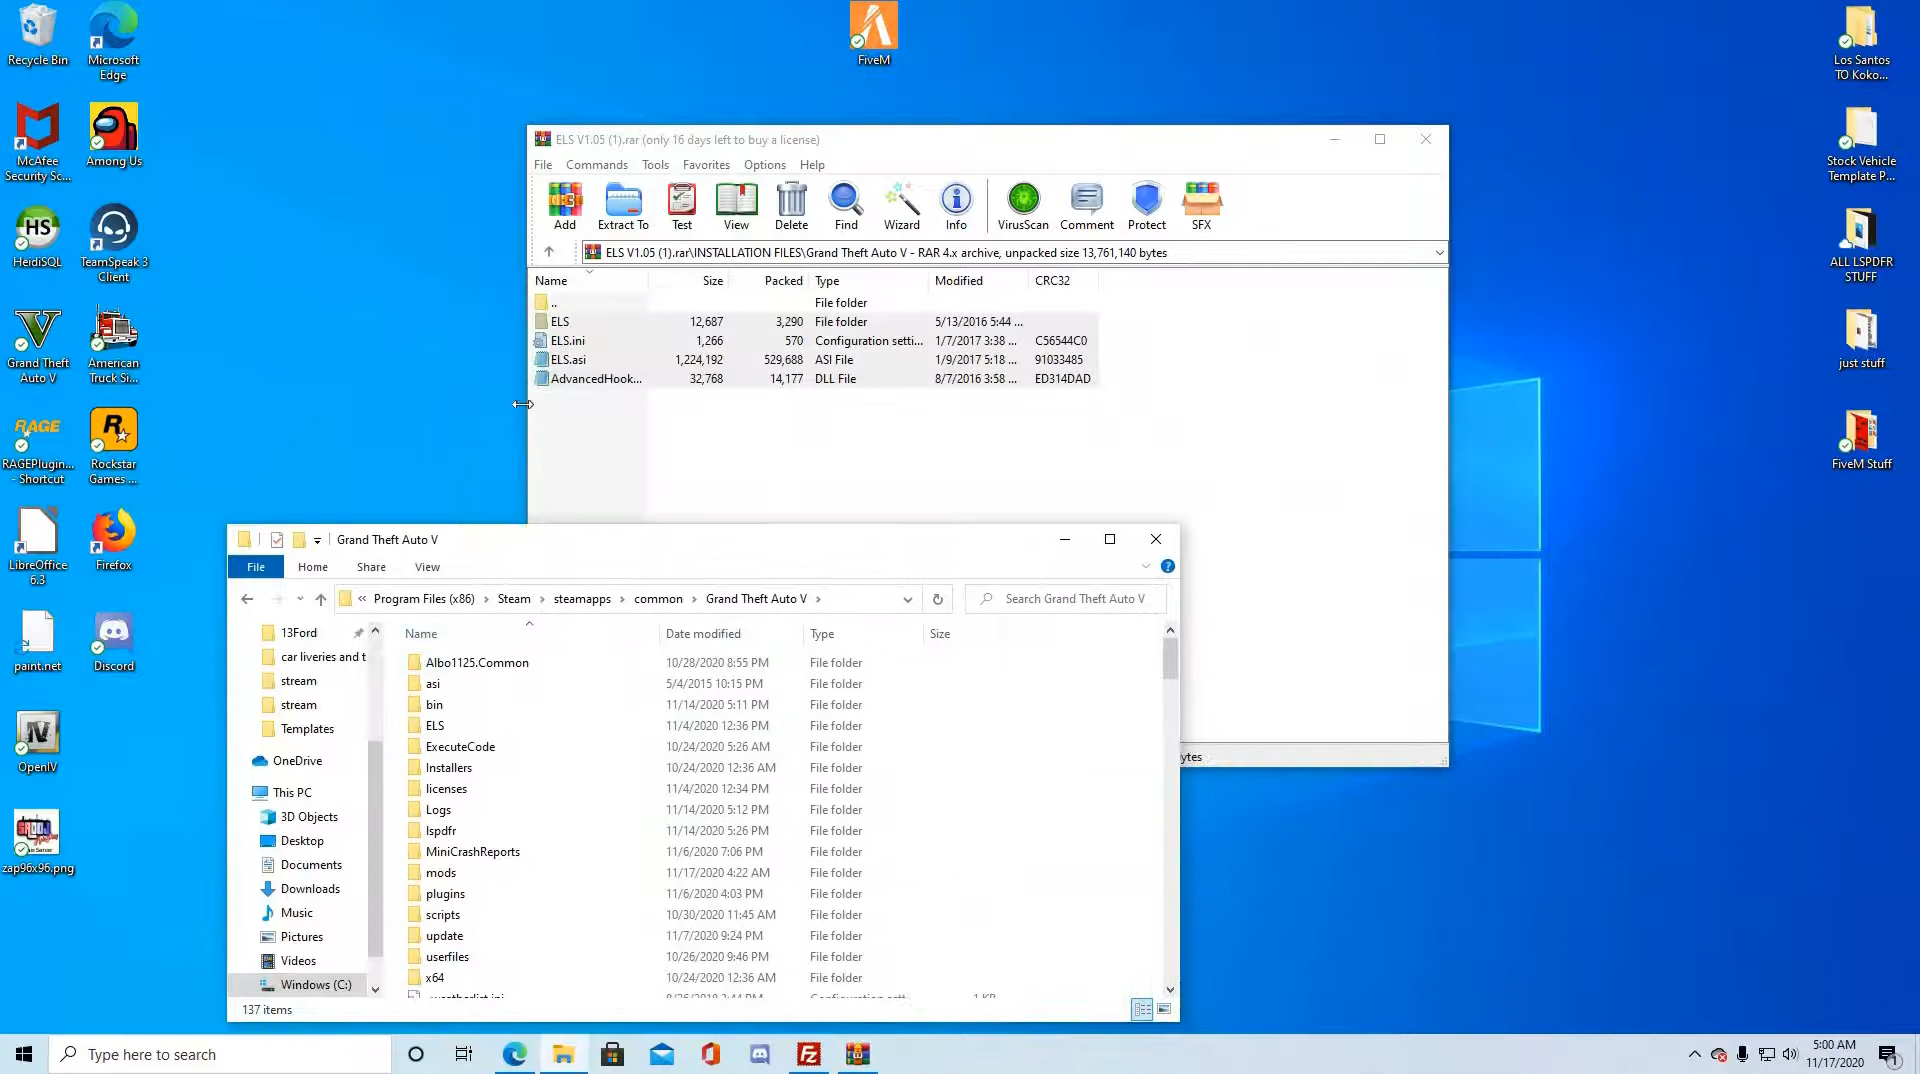 Recycle Bin
Microsoft
Edge
FiveM
Los Santos
TO Koko...
McAfee
Security Sc...
Among Us
Stock Vehicle
Template P...
HeidiSQL
TeamSpeak 3
Client
ALL LSPDFR
STUFF
Grand Theft
Auto V
American
Truck Si...
just stuff
RAGEPlugin...
- Shortcut
Rockstar
Games ...
FiveM Stuff
LibreOffice
6.3
Firefox
paint.net
Discord
OpenIV
zap96x96.png
ELS V1.05 (1).rar (only 16 days left to buy a license)
File Commands Tools Favorites Options Help
Add Extract To Test View Delete Find Wizard Info VirusScan Comment Protect SFX
ELS V1.05 (1).rar\INSTALLATION FILES\Grand Theft Auto V - RAR 4.x archive, unpacked size 13,761,140 bytes
Name Size Packed Type Modified CRC32
.. File folder
ELS 12,687 3,290 File folder 5/13/2016 5:44 ...
ELS.ini 1,266 570 Configuration setti... 1/7/2017 3:38 ... C56544C0
ELS.asi 1,224,192 529,688 ASI File 1/9/2017 5:18 ... 91033485
AdvancedHook... 32,768 14,177 DLL File 8/7/2016 3:58 ... ED314DAD
ytes
Grand Theft Auto V
File Home Share View
« Program Files (x86) > Steam > steamapps > common > Grand Theft Auto V >
Search Grand Theft Auto V
13Ford
car liveries and t
stream
stream
Templates
OneDrive
This PC
3D Objects
Desktop
Documents
Downloads
Music
Pictures
Videos
Windows (C:)
Name Date modified Type Size
Albo1125.Common 10/28/2020 8:55 PM File folder
asi 5/4/2015 10:15 PM File folder
bin 11/14/2020 5:11 PM File folder
ELS 11/4/2020 12:36 PM File folder
ExecuteCode 10/24/2020 5:26 AM File folder
Installers 10/24/2020 12:36 AM File folder
licenses 11/4/2020 12:34 PM File folder
Logs 11/14/2020 5:12 PM File folder
lspdfr 11/14/2020 5:26 PM File folder
MiniCrashReports 11/6/2020 7:06 PM File folder
mods 11/17/2020 4:22 AM File folder
plugins 11/6/2020 4:03 PM File folder
scripts 10/30/2020 11:45 AM File folder
update 11/7/2020 9:24 PM File folder
userfiles 10/26/2020 9:46 PM File folder
x64 10/24/2020 12:36 AM File folder
137 items
Type here to search
5:00 AM
11/17/2020